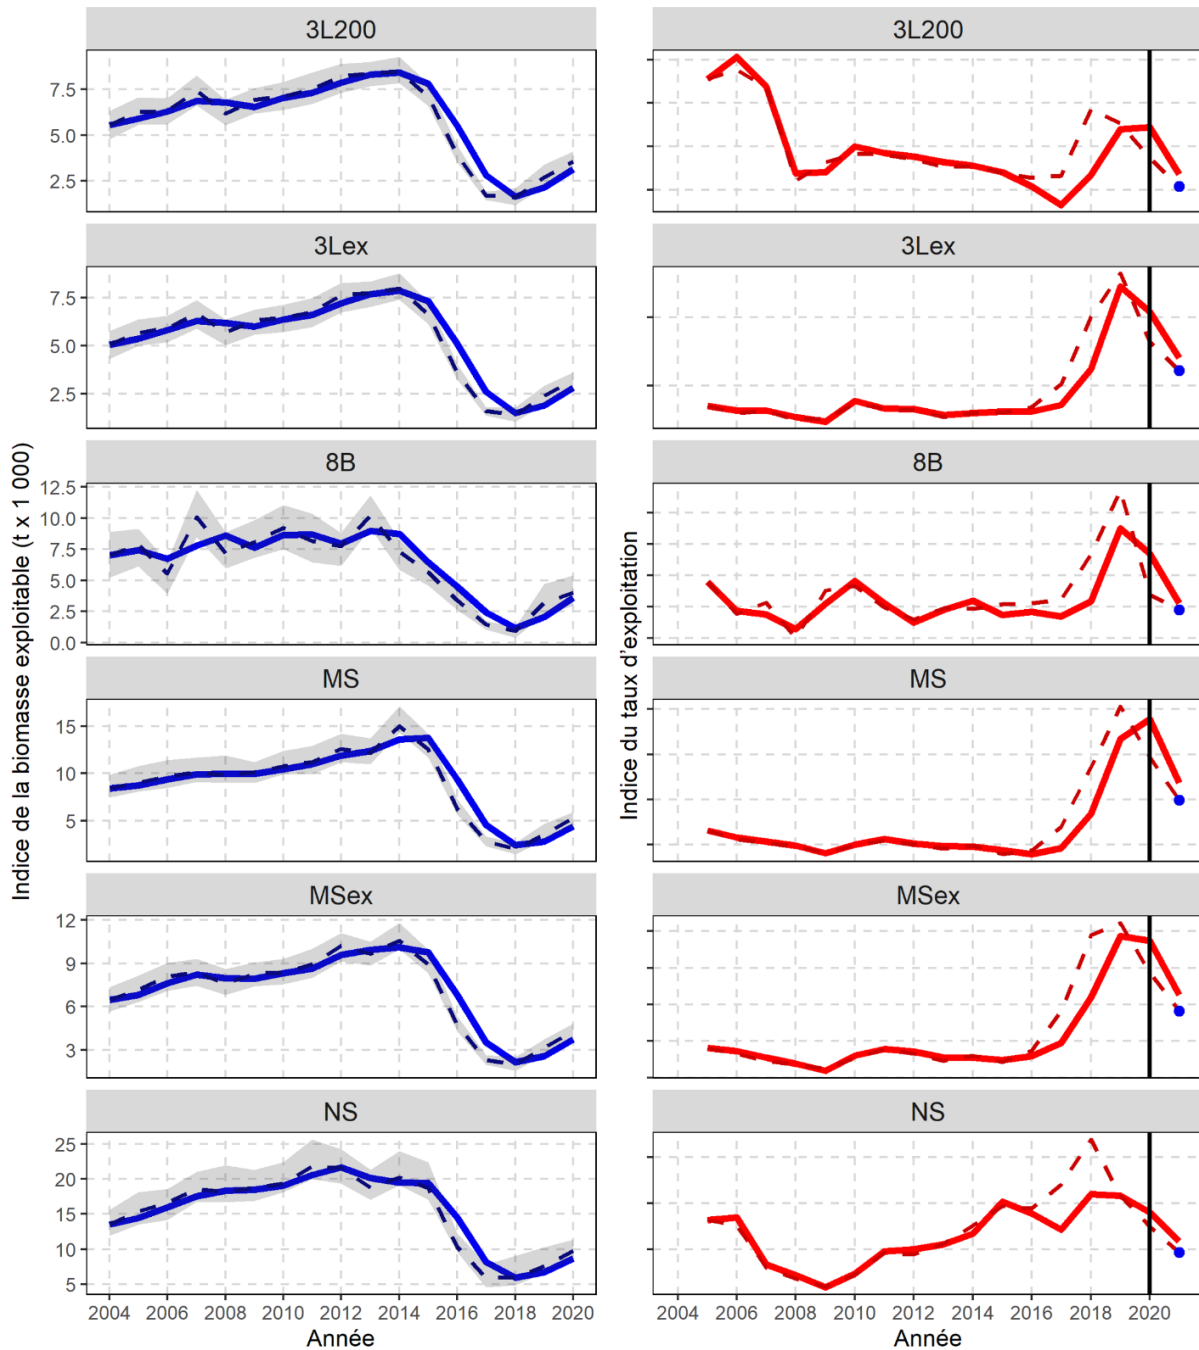 3L200
3L200
7.5
5.0
2.5
3Lex
3Lex
7.5
5.0
2.5
8B
8B
12.5
10.0
7.5
5.0
2.5
0.0
MS
MS
15
10
5
MSex
MSex
12
9
6
3
NS
NS
25
20
15
10
5
2004 2006 2008 2010 2012 2014 2016 2018 2020
2004 2006 2008 2010 2012 2014 2016 2018 2020
Année
Année
Indice de la biomasse exploitable (t x 1 000)
Indice du taux d'exploitation